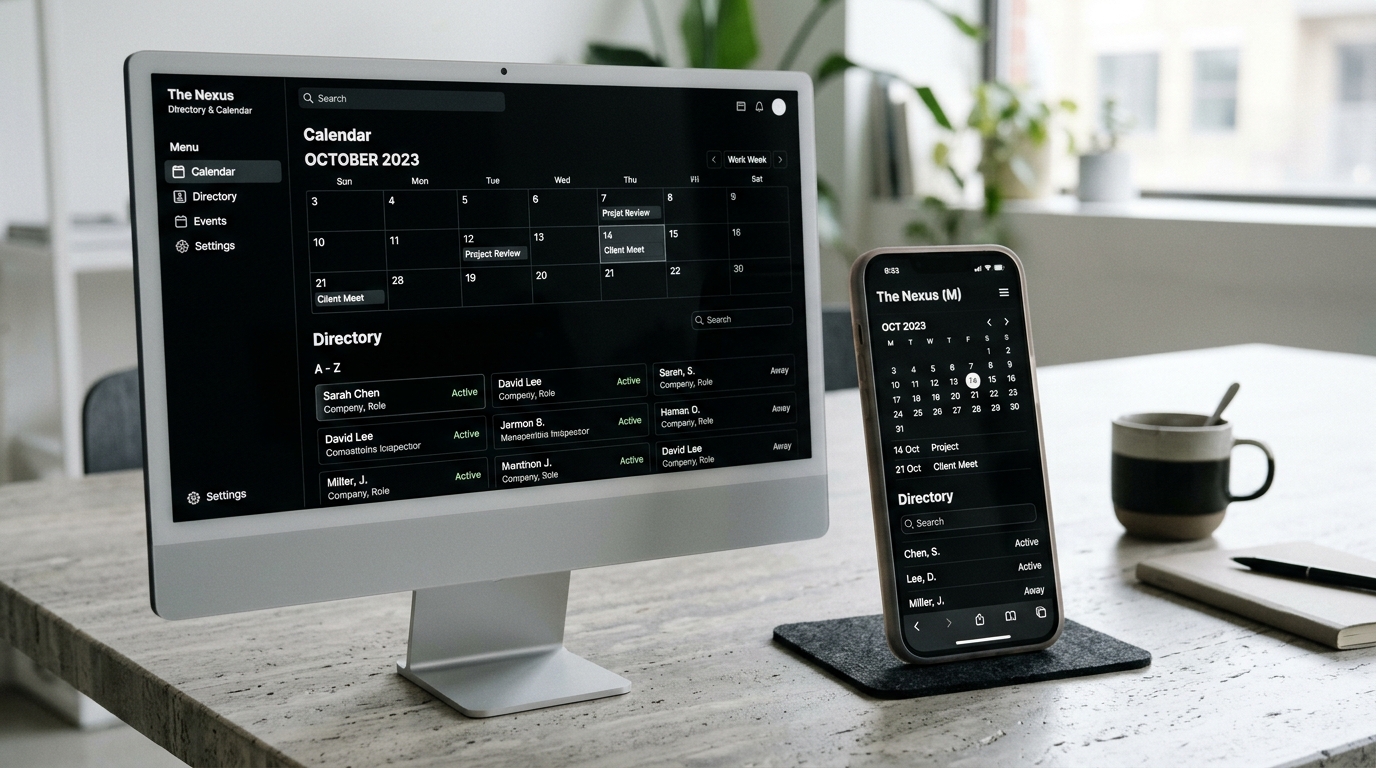 The Nexus
Directory & Calendar
Menu
Calendar
Directory
Events
Settings
Settings
Search
Calendar
OCTOBER 2023
Work Week
Sun Mon Tue Wed Thu Sat
3 4 5 6 7 8 9
Projat Review
10 11 12 13 14 15 16
Project Review Client Meet
21 28 19 20 21 22 30
Cilent Meet
Directory
Search
A - Z
Sarah Chen Active
Company, Role
David Lee Active
Company, Role
Saren, S. Away
Company, Role
David Lee Active
Jarmon B. Active
Haman O. Away
Company, Role
Miller, J. Active
Company, Role
Mantnon J. Active
Company, Role
David Lee Away
Company, Role
The Nexus (M)
OCT 2023
M T W T F S S
1 2
3 4 5 6 7 8 9
10 11 12 13 14 15 16
17 18 19 20 21 22 23
24 25 26 27 28 29 30
31
14 Oct Project
21 Oct Client Meet
Directory
Search
Chen, S. Active
Lee, D. Active
Miller, J. Away